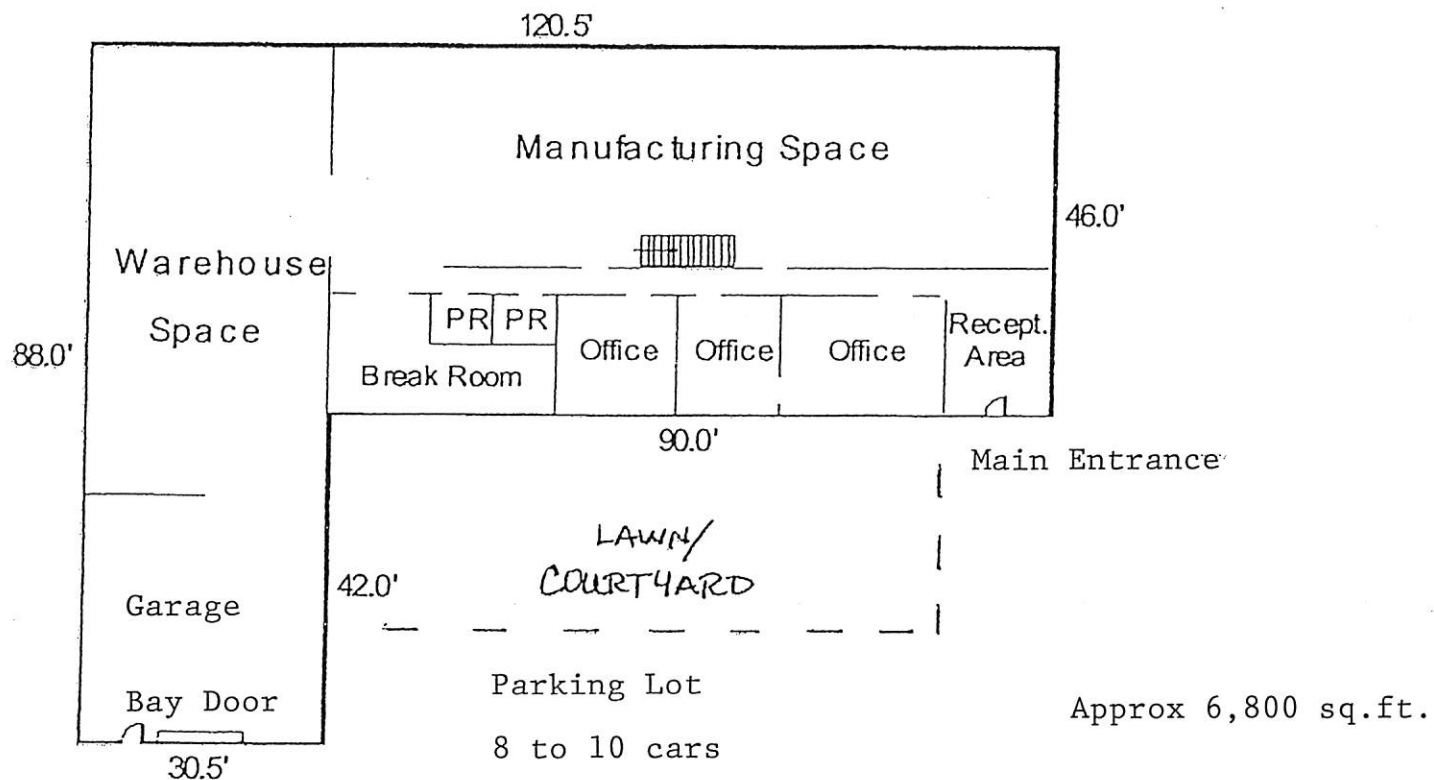 120.5'
Manufacturing Space
46.0'
Warehouse
Space
88.0'
PR
PR
Office
Office
Office
Recept.
Area
Break Room
90.0'
Main Entrance
LAWN/
COURTYARD
42.0'
Garage
Parking Lot
Bay Door
Approx 6,800 sq.ft.
8 to 10 cars
30.5'